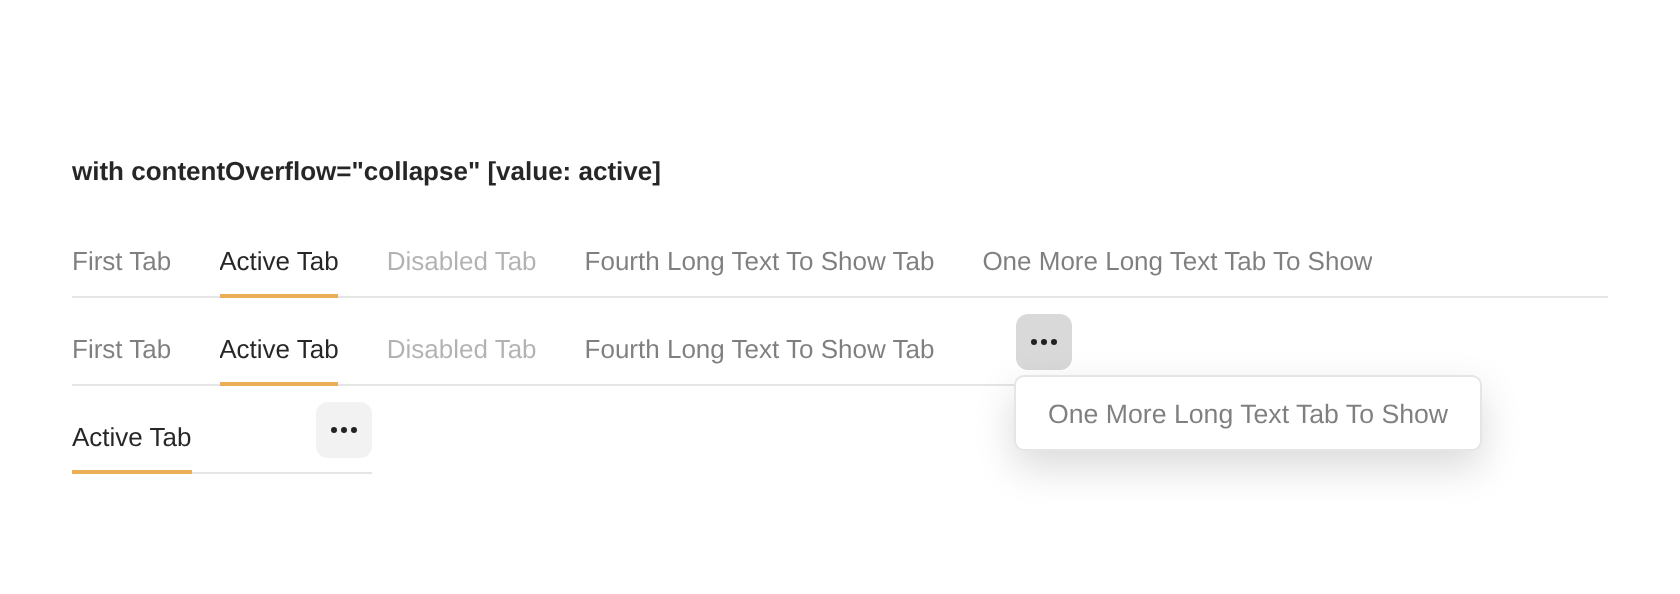 with contentOverflow="collapse" [value: active]
First Tab Active Tab Disabled Tab Fourth Long Text To Show Tab One More Long Text Tab To Show
First Tab Active Tab Disabled Tab Fourth Long Text To Show Tab •••
One More Long Text Tab To Show
Active Tab •••